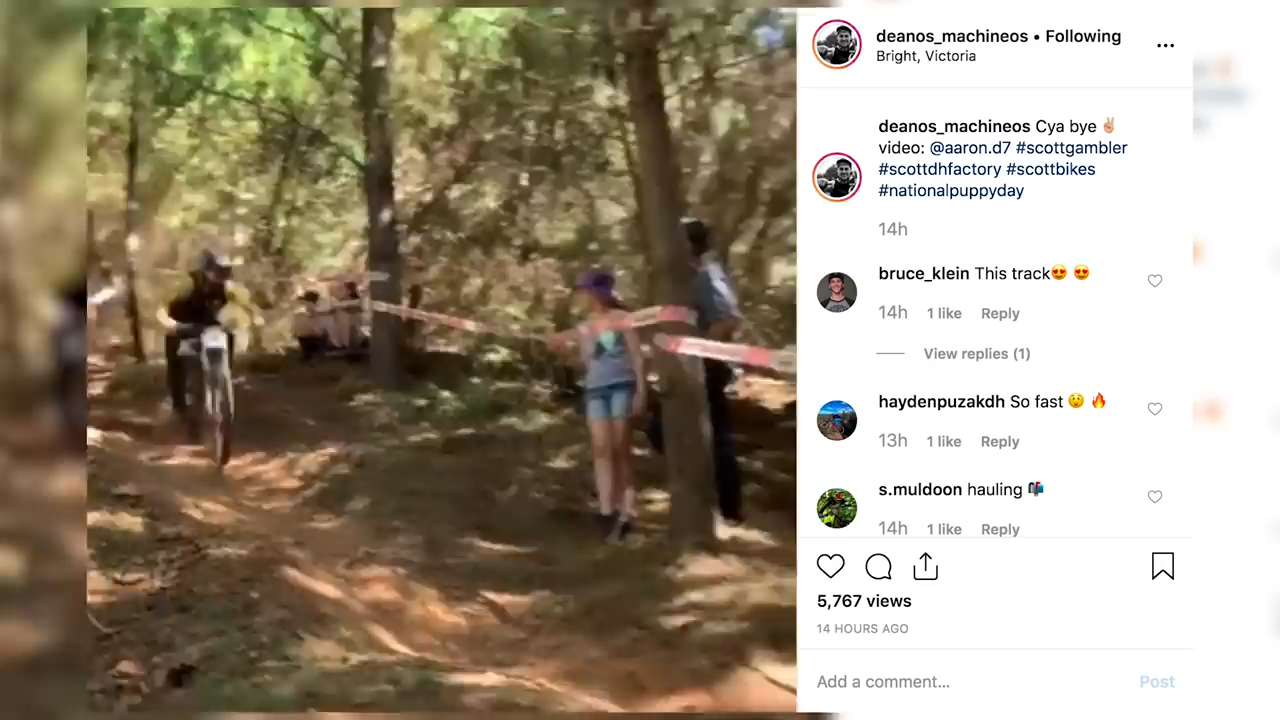 deanos_machineos • Following
Bright, Victoria
deanos_machineos Cya bye ✌🏼
video: @aaron.d7 #scottgambler
#scottdhfactory #scottbikes
#nationalpuppyday
14h
bruce_klein This track😍 😍
14h 1 like Reply
View replies (1)
haydenpuzakdh So fast 😲 🔥
13h 1 like Reply
s.muldoon hauling 📬
14h 1 like Reply
5,767 views
14 HOURS AGO
Add a comment... Post